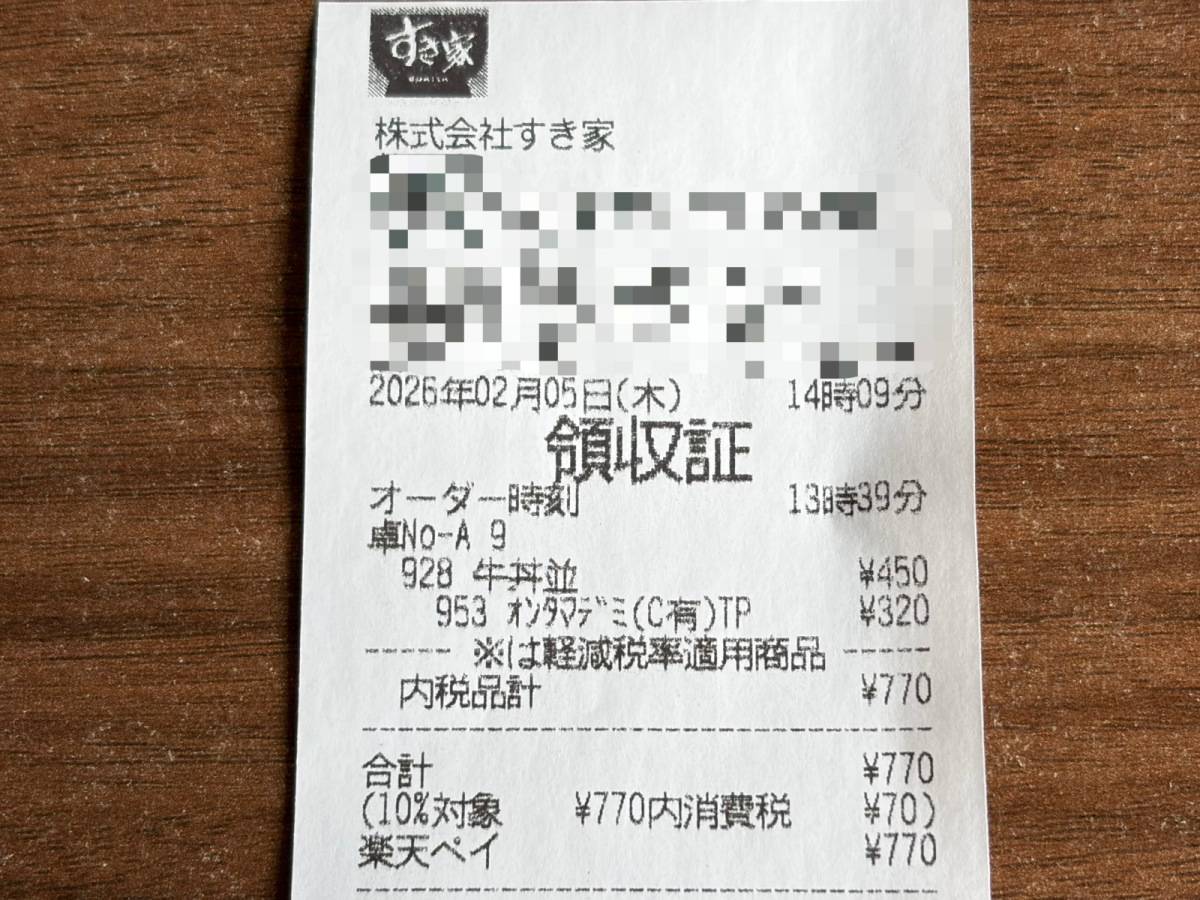 すき家
SUKIYA
株式会社すき家
2026年02月05日(木) 14時09分
領収証
オーダー時刻 13時39分
卓No-A 9
928 牛丼並 ¥450
953 オンタマデミ(C有)TP ¥320
※は軽減税率適用商品
内税品計 ¥770
合計 ¥770
(10%対象 ¥770内消費税 ¥70)
楽天ペイ ¥770